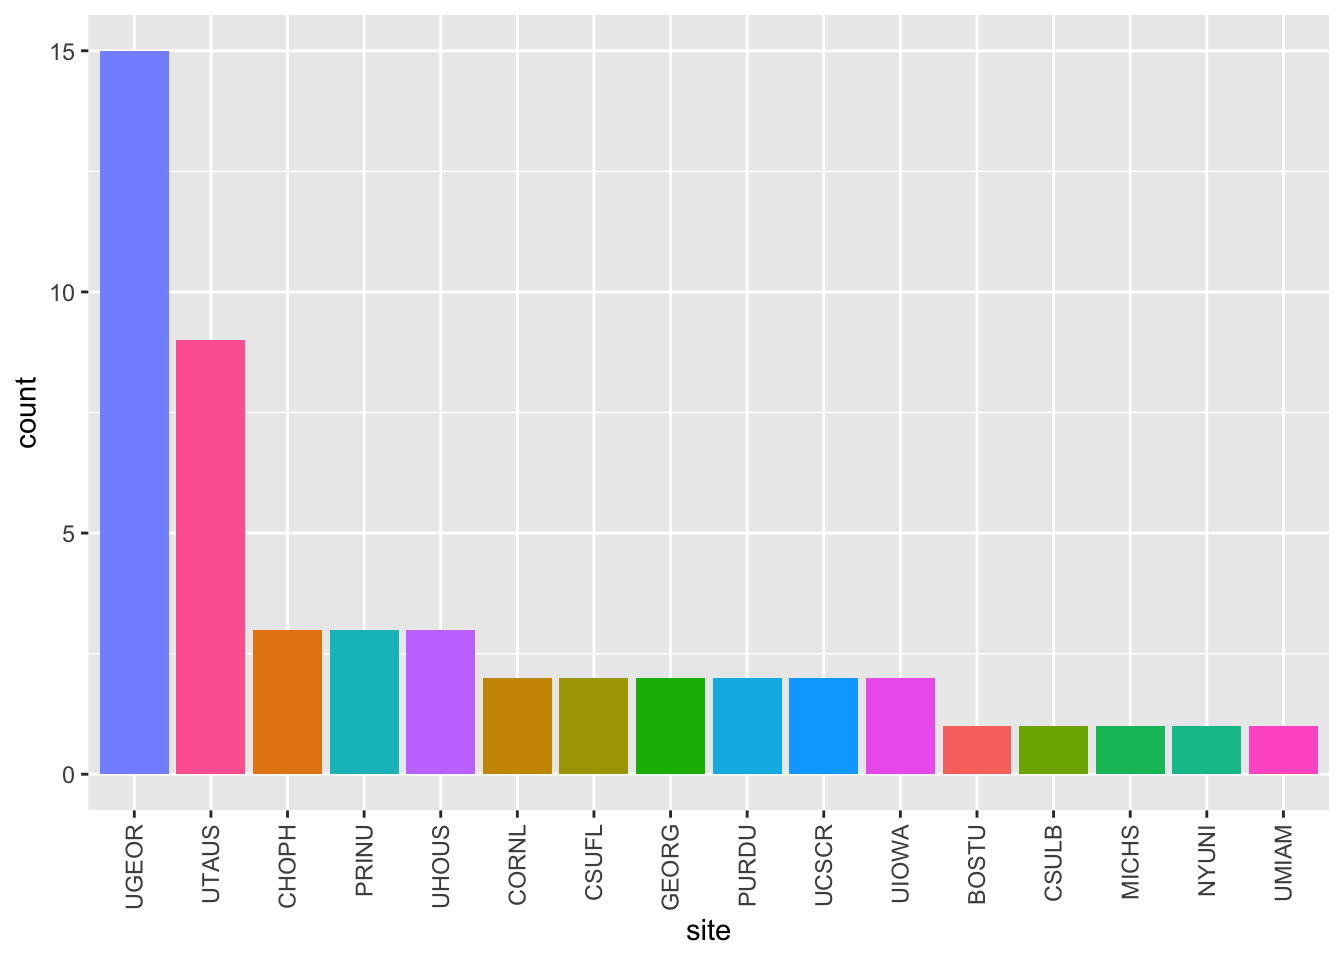 15
10
5
0
count
UGEOR
UTAUS
CHOPH
PRINU
UHOUS
CORNL
CSUFL
GEORG
PURDU
UCSCR
UIOWA
BOSTU
CSULB
MICHS
NYUNI
UMIAM
site